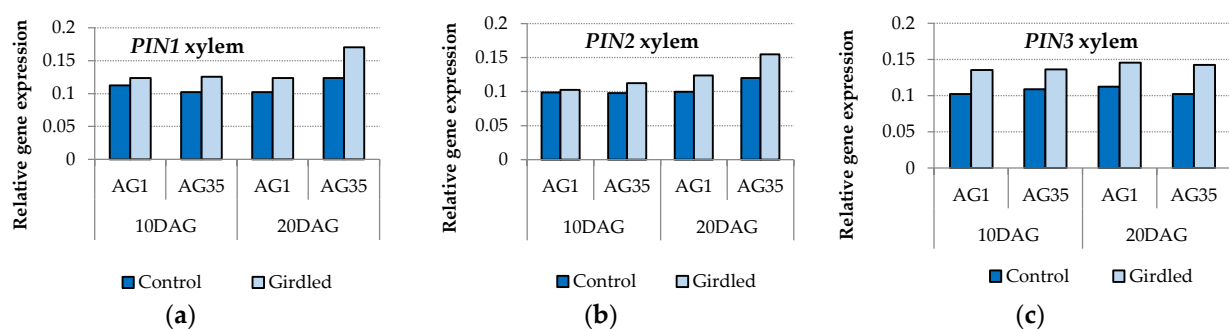 PIN1 xylem
Relative gene expression
0.2
0.15
0.1
0.05
0
AG1 AG35 AG1 AG35
10DAG 20DAG
Control Girdled
(a)
PIN2 xylem
Relative gene expression
0.2
0.15
0.1
0.05
0
AG1 AG35 AG1 AG35
10DAG 20DAG
Control Girdled
(b)
PIN3 xylem
Relative gene expression
0.2
0.15
0.1
0.05
0
AG1 AG35 AG1 AG35
10DAG 20DAG
Control Girdled
(c)